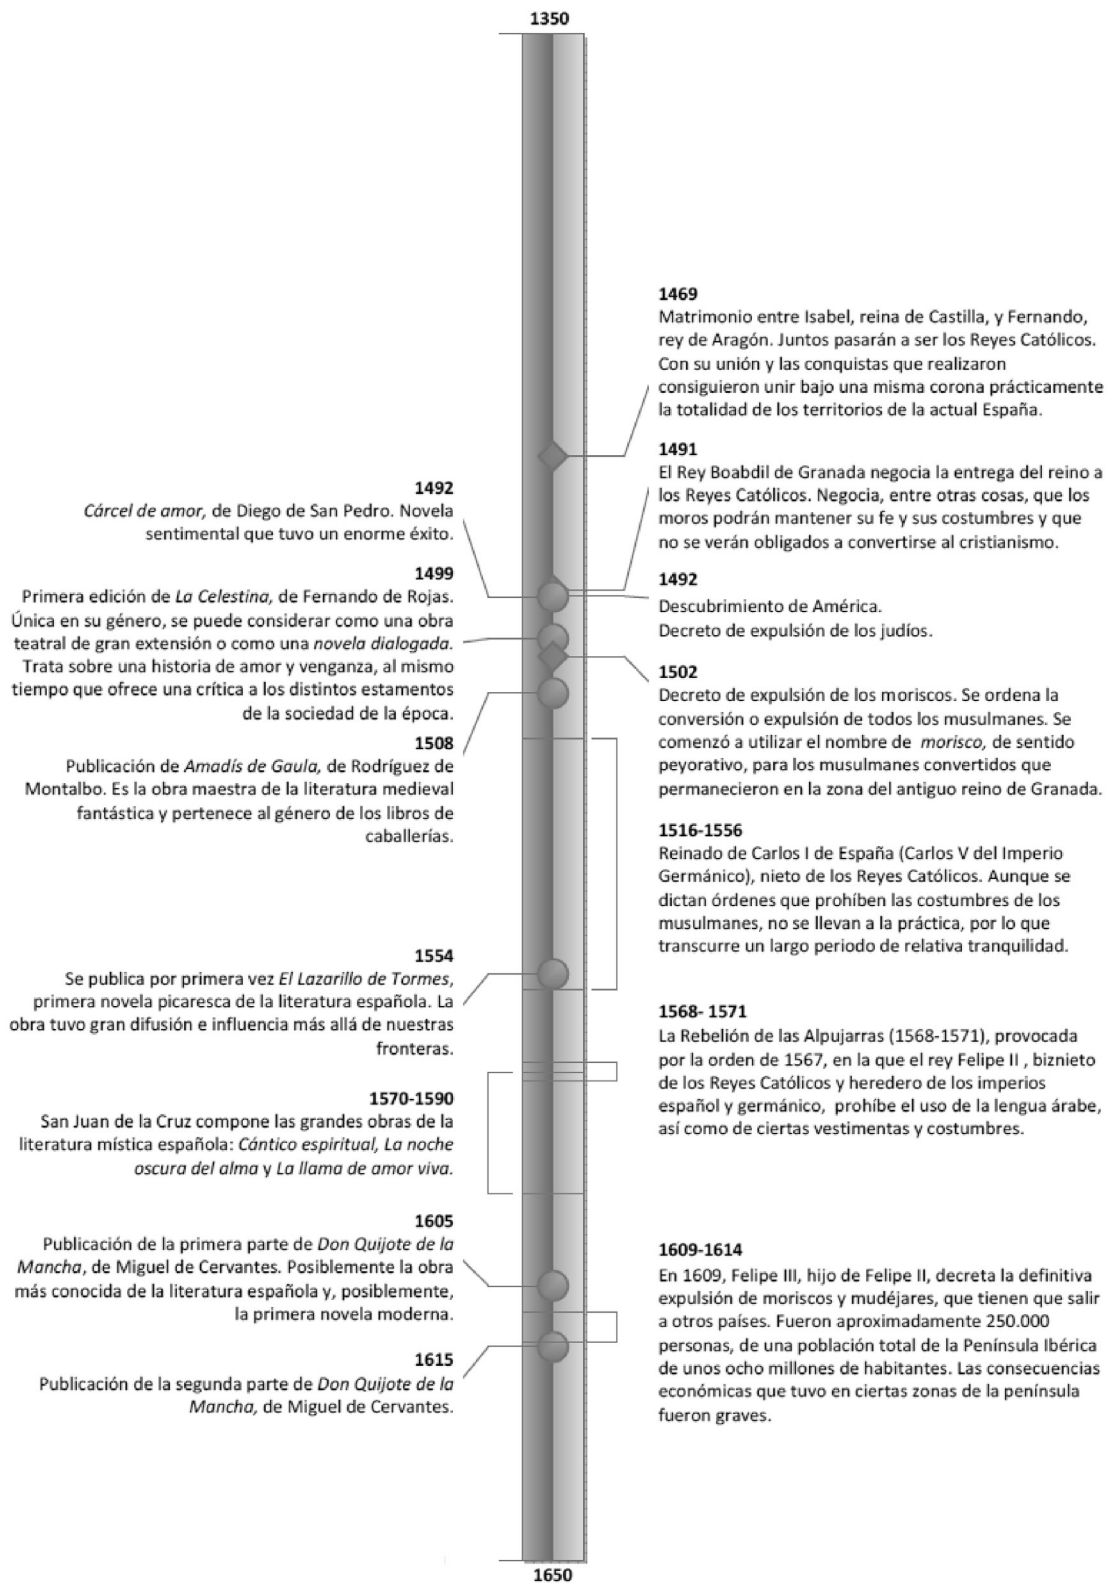 1350
1469
Matrimonio entre Isabel, reina de Castilla, y Fernando,
rey de Aragón. Juntos pasarán a ser los Reyes Católicos.
Con su unión y las conquistas que realizaron
consiguieron unir bajo una misma corona prácticamente
la totalidad de los territorios de la actual España.
1491
El Rey Boabdil de Granada negocia la entrega del reino a
los Reyes Católicos. Negocia, entre otras cosas, que los
moros podrán mantener su fe y sus costumbres y que
no se verán obligados a convertirse al cristianismo.
1492
Cárcel de amor, de Diego de San Pedro. Novela
sentimental que tuvo un enorme éxito.
1499
Primera edición de La Celestina, de Fernando de Rojas.
Única en su género, se puede considerar como una obra
teatral de gran extensión o como una novela dialogada.
Trata sobre una historia de amor y venganza, al mismo
tiempo que ofrece una crítica a los distintos estamentos
de la sociedad de la época.
1492
Descubrimiento de América.
Decreto de expulsión de los judíos.
1502
Decreto de expulsión de los moriscos. Se ordena la
conversión o expulsión de todos los musulmanes. Se
comenzó a utilizar el nombre de morisco, de sentido
peyorativo, para los musulmanes convertidos que
permanecieron en la zona del antiguo reino de Granada.
1508
Publicación de Amadís de Gaula, de Rodríguez de
Montalbo. Es la obra maestra de la literatura medieval
fantástica y pertenece al género de los libros de
caballerías.
1516-1556
Reinado de Carlos I de España (Carlos V del Imperio
Germánico), nieto de los Reyes Católicos. Aunque se
dictan órdenes que prohíben las costumbres de los
musulmanes, no se llevan a la práctica, por lo que
transcurre un largo periodo de relativa tranquilidad.
1554
Se publica por primera vez El Lazarillo de Tormes,
primera novela picaresca de la literatura española. La
obra tuvo gran difusión e influencia más allá de nuestras
fronteras.
1568- 1571
La Rebelión de las Alpujarras (1568-1571), provocada
por la orden de 1567, en la que el rey Felipe II , biznieto
de los Reyes Católicos y heredero de los imperios
español y germánico, prohíbe el uso de la lengua árabe,
así como de ciertas vestimentas y costumbres.
1570-1590
San Juan de la Cruz compone las grandes obras de la
literatura mística española: Cántico espiritual, La noche
oscura del alma y La llama de amor viva.
1605
Publicación de la primera parte de Don Quijote de la
Mancha, de Miguel de Cervantes. Posiblemente la obra
más conocida de la literatura española y, posiblemente,
la primera novela moderna.
1609-1614
En 1609, Felipe III, hijo de Felipe II, decreta la definitiva
expulsión de moriscos y mudéjares, que tienen que salir
a otros países. Fueron aproximadamente 250.000
personas, de una población total de la Península Ibérica
de unos ocho millones de habitantes. Las consecuencias
económicas que tuvo en ciertas zonas de la península
fueron graves.
1615
Publicación de la segunda parte de Don Quijote de la
Mancha, de Miguel de Cervantes.
1650